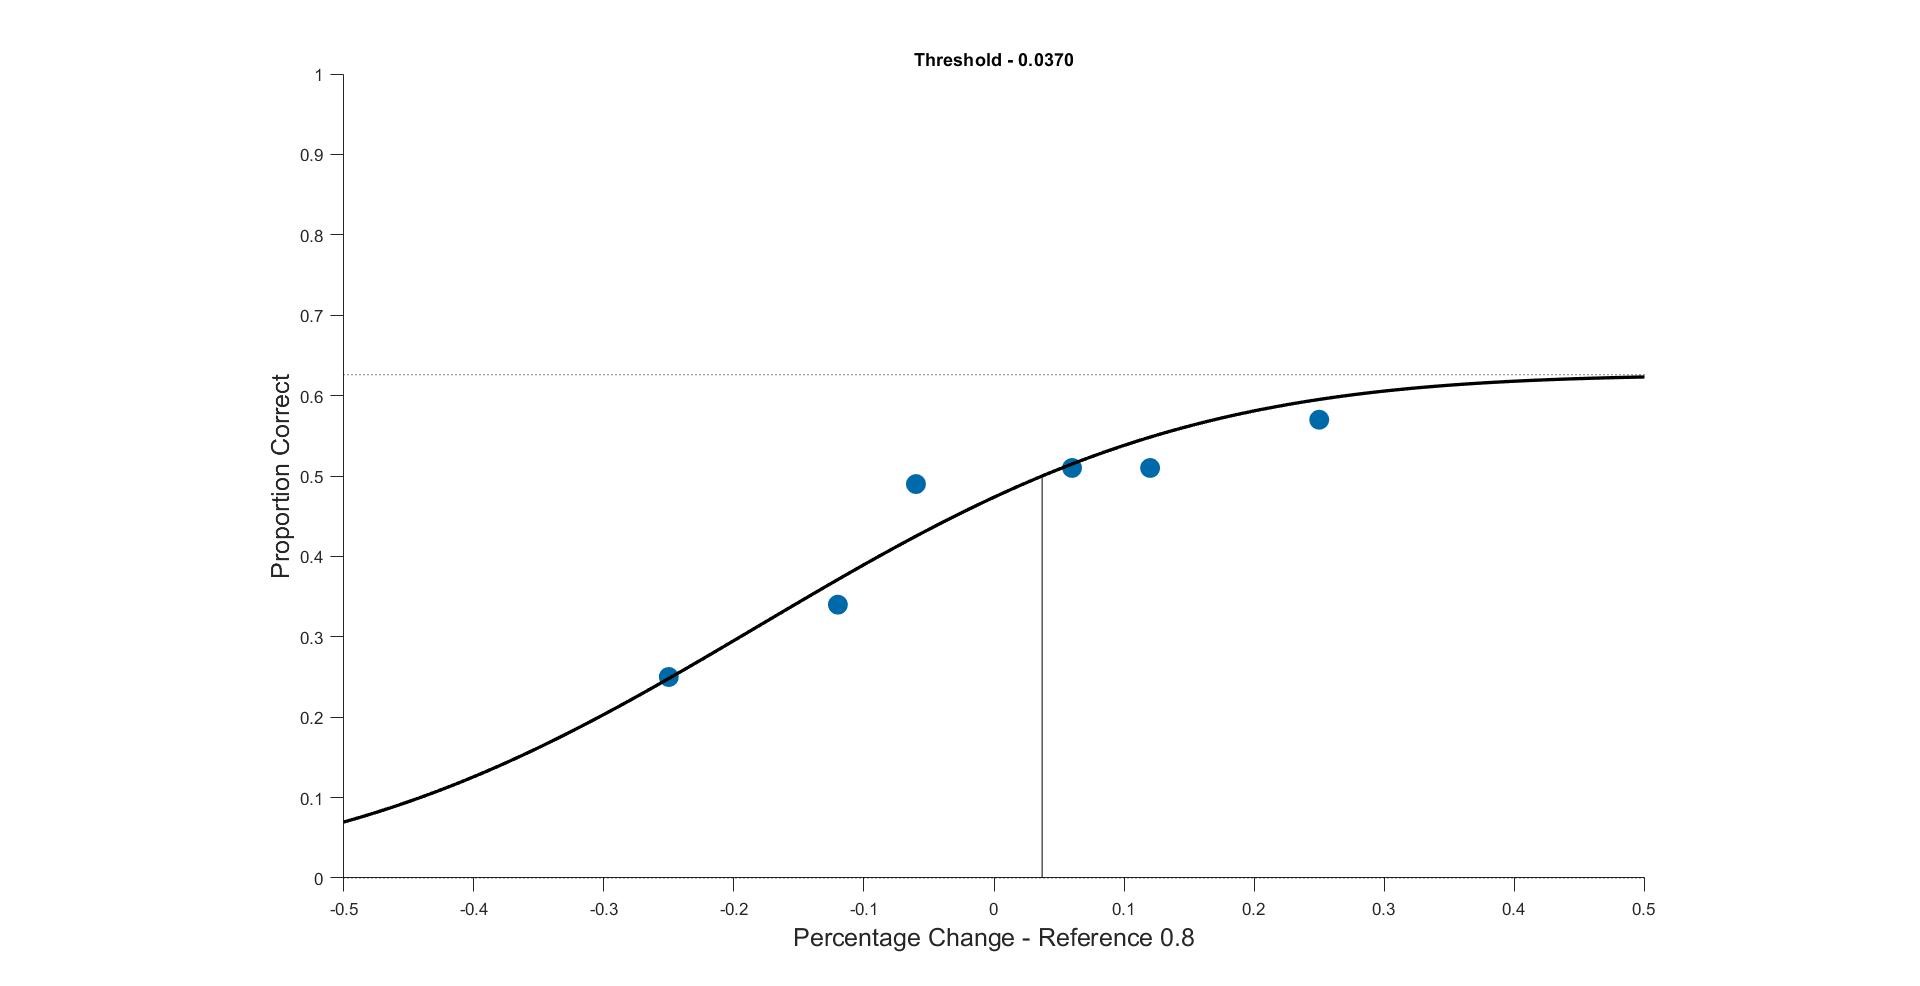 Threshold - 0.0370
1
0.9
0.8
0.7
0.6
0.5
0.4
0.3
0.2
0.1
0
Proportion Correct
-0.5 -0.4 -0.3 -0.2 -0.1 0 0.1 0.2 0.3 0.4 0.5
Percentage Change - Reference 0.8